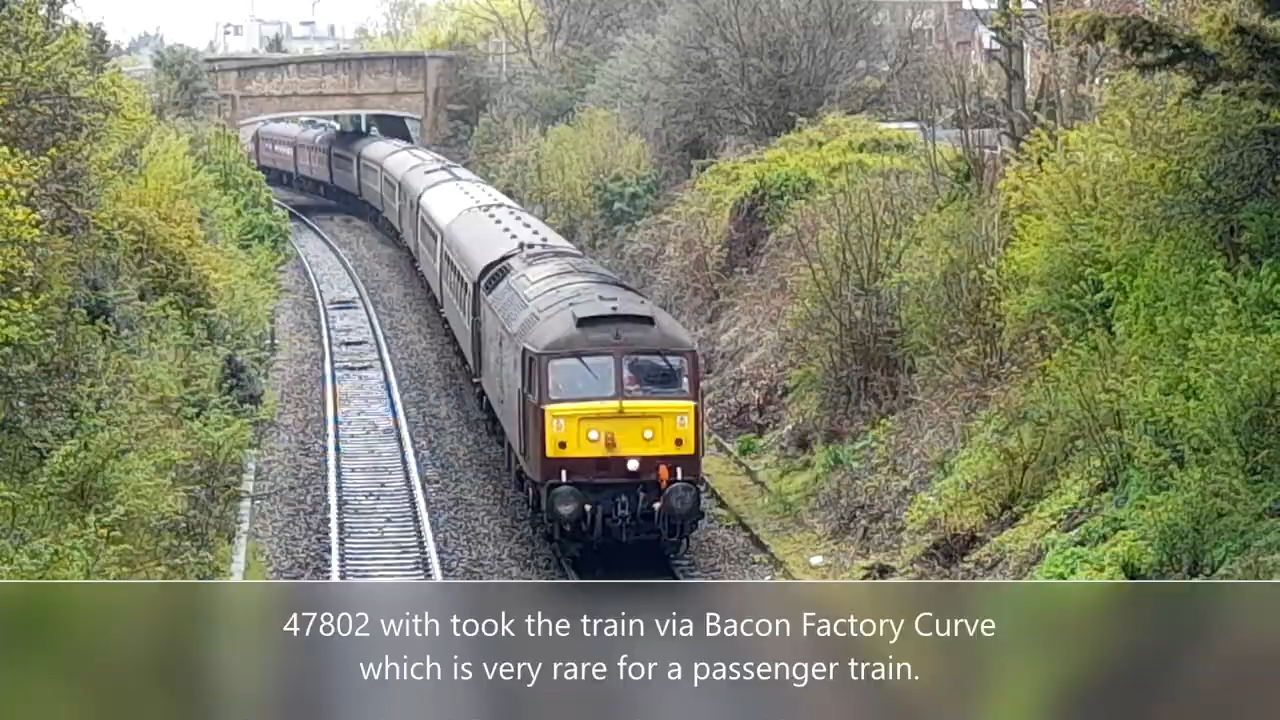 47802 with took the train via Bacon Factory Curve
which is very rare for a passenger train.